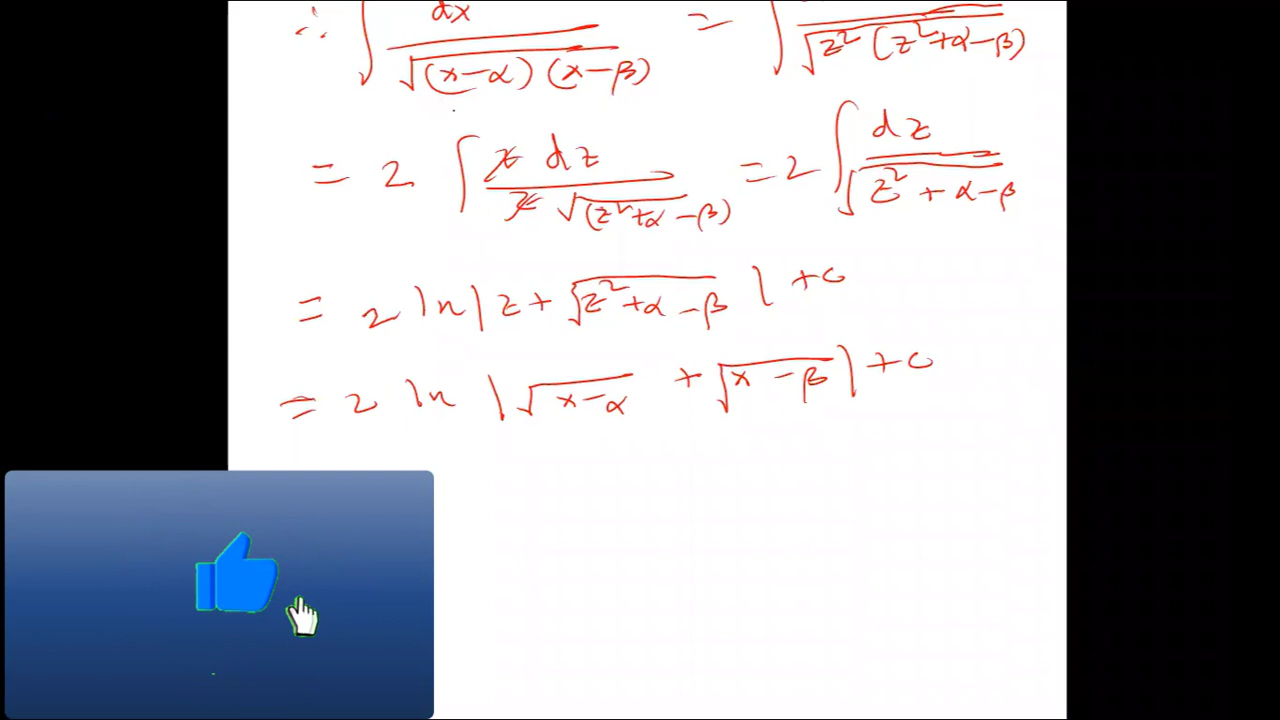 ∴ ∫ dx / √(x-α)(x-β) = ∫ / √z²(z²+α-β)
= 2 ∫ z dz / z √(z²+α-β) = 2 ∫ dz / √z²+α-β
= 2 ln|z + √z²+α-β| + c
= 2 ln|√x-α + √x-β| + c